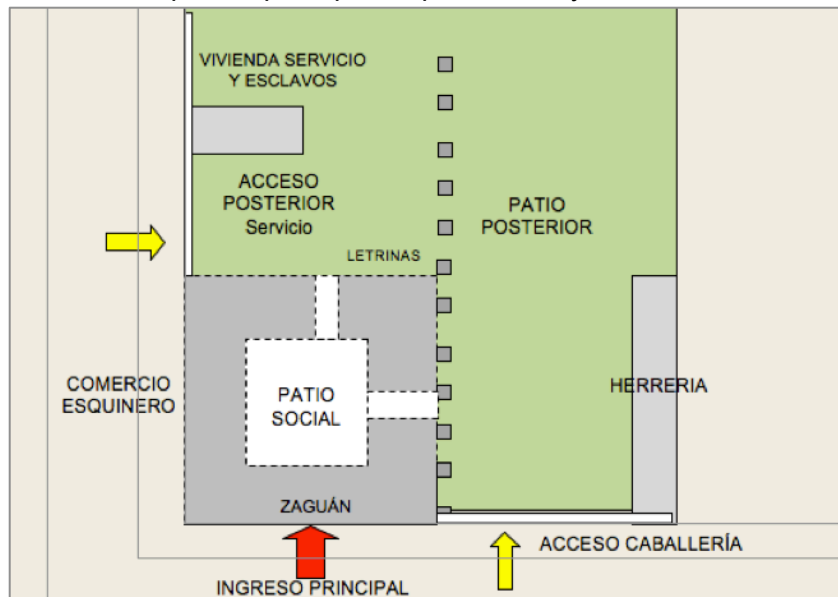 VIVIENDA SERVICIO
Y ESCLAVOS
ACCESO
POSTERIOR
Servicio
PATIO
POSTERIOR
LETRINAS
COMERCIO
ESQUINERO
PATIO
SOCIAL
HERRERIA
ZAGUÁN
ACCESO CABALLERÍA
INGRESO PRINCIPAL